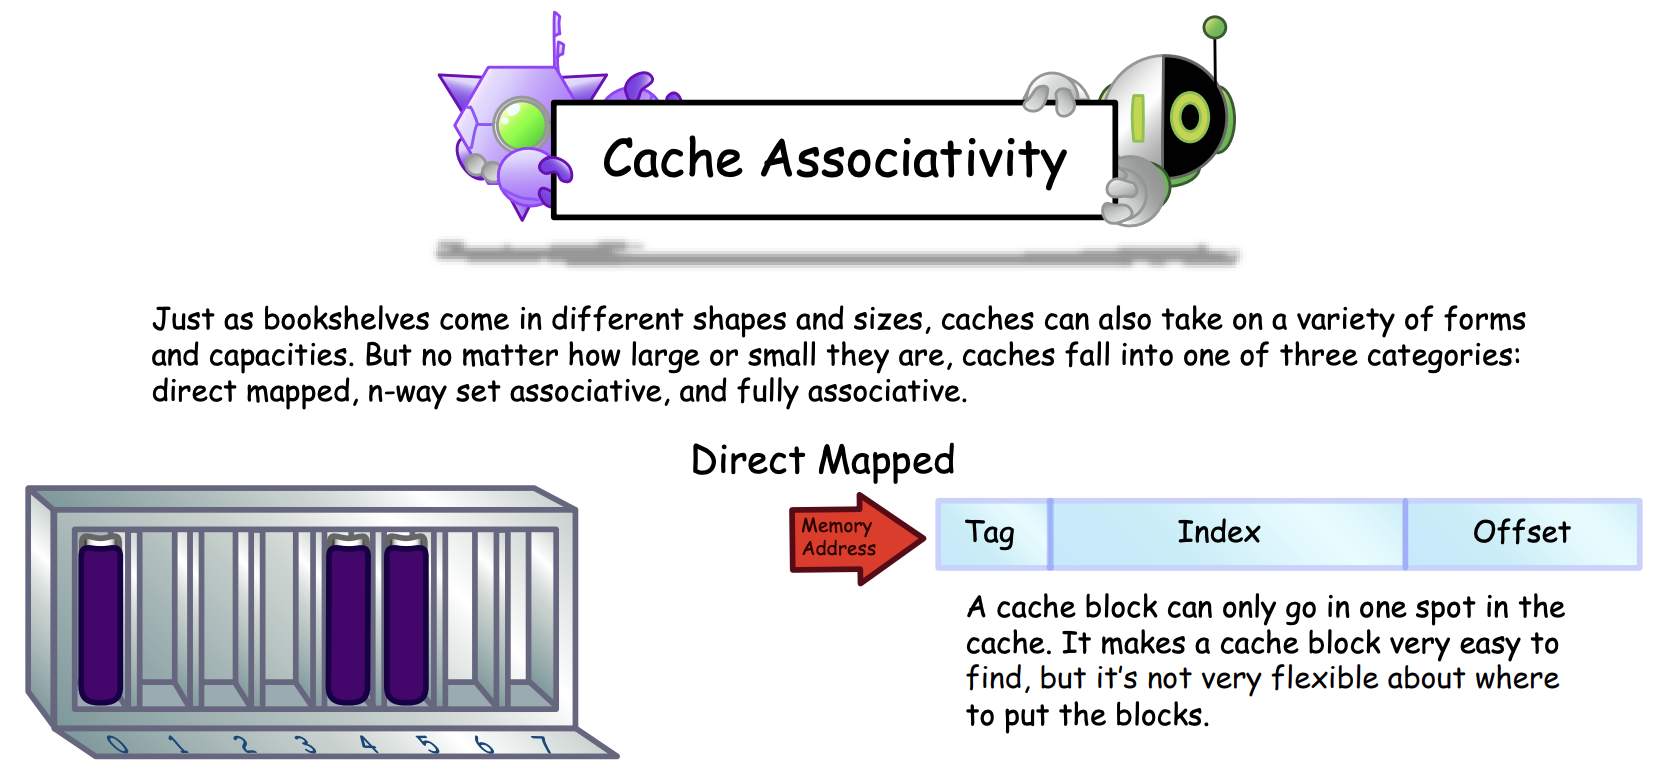 Cache Associativity
Just as bookshelves come in different shapes and sizes, caches can also take on a variety of forms
and capacities. But no matter how large or small they are, caches fall into one of three categories:
direct mapped, n-way set associative, and fully associative.
Direct Mapped
Memory
Address
Tag Index Offset
A cache block can only go in one spot in the
cache. It makes a cache block very easy to
find, but it's not very flexible about where
to put the blocks.
0 1 2 3 4 5 6 7